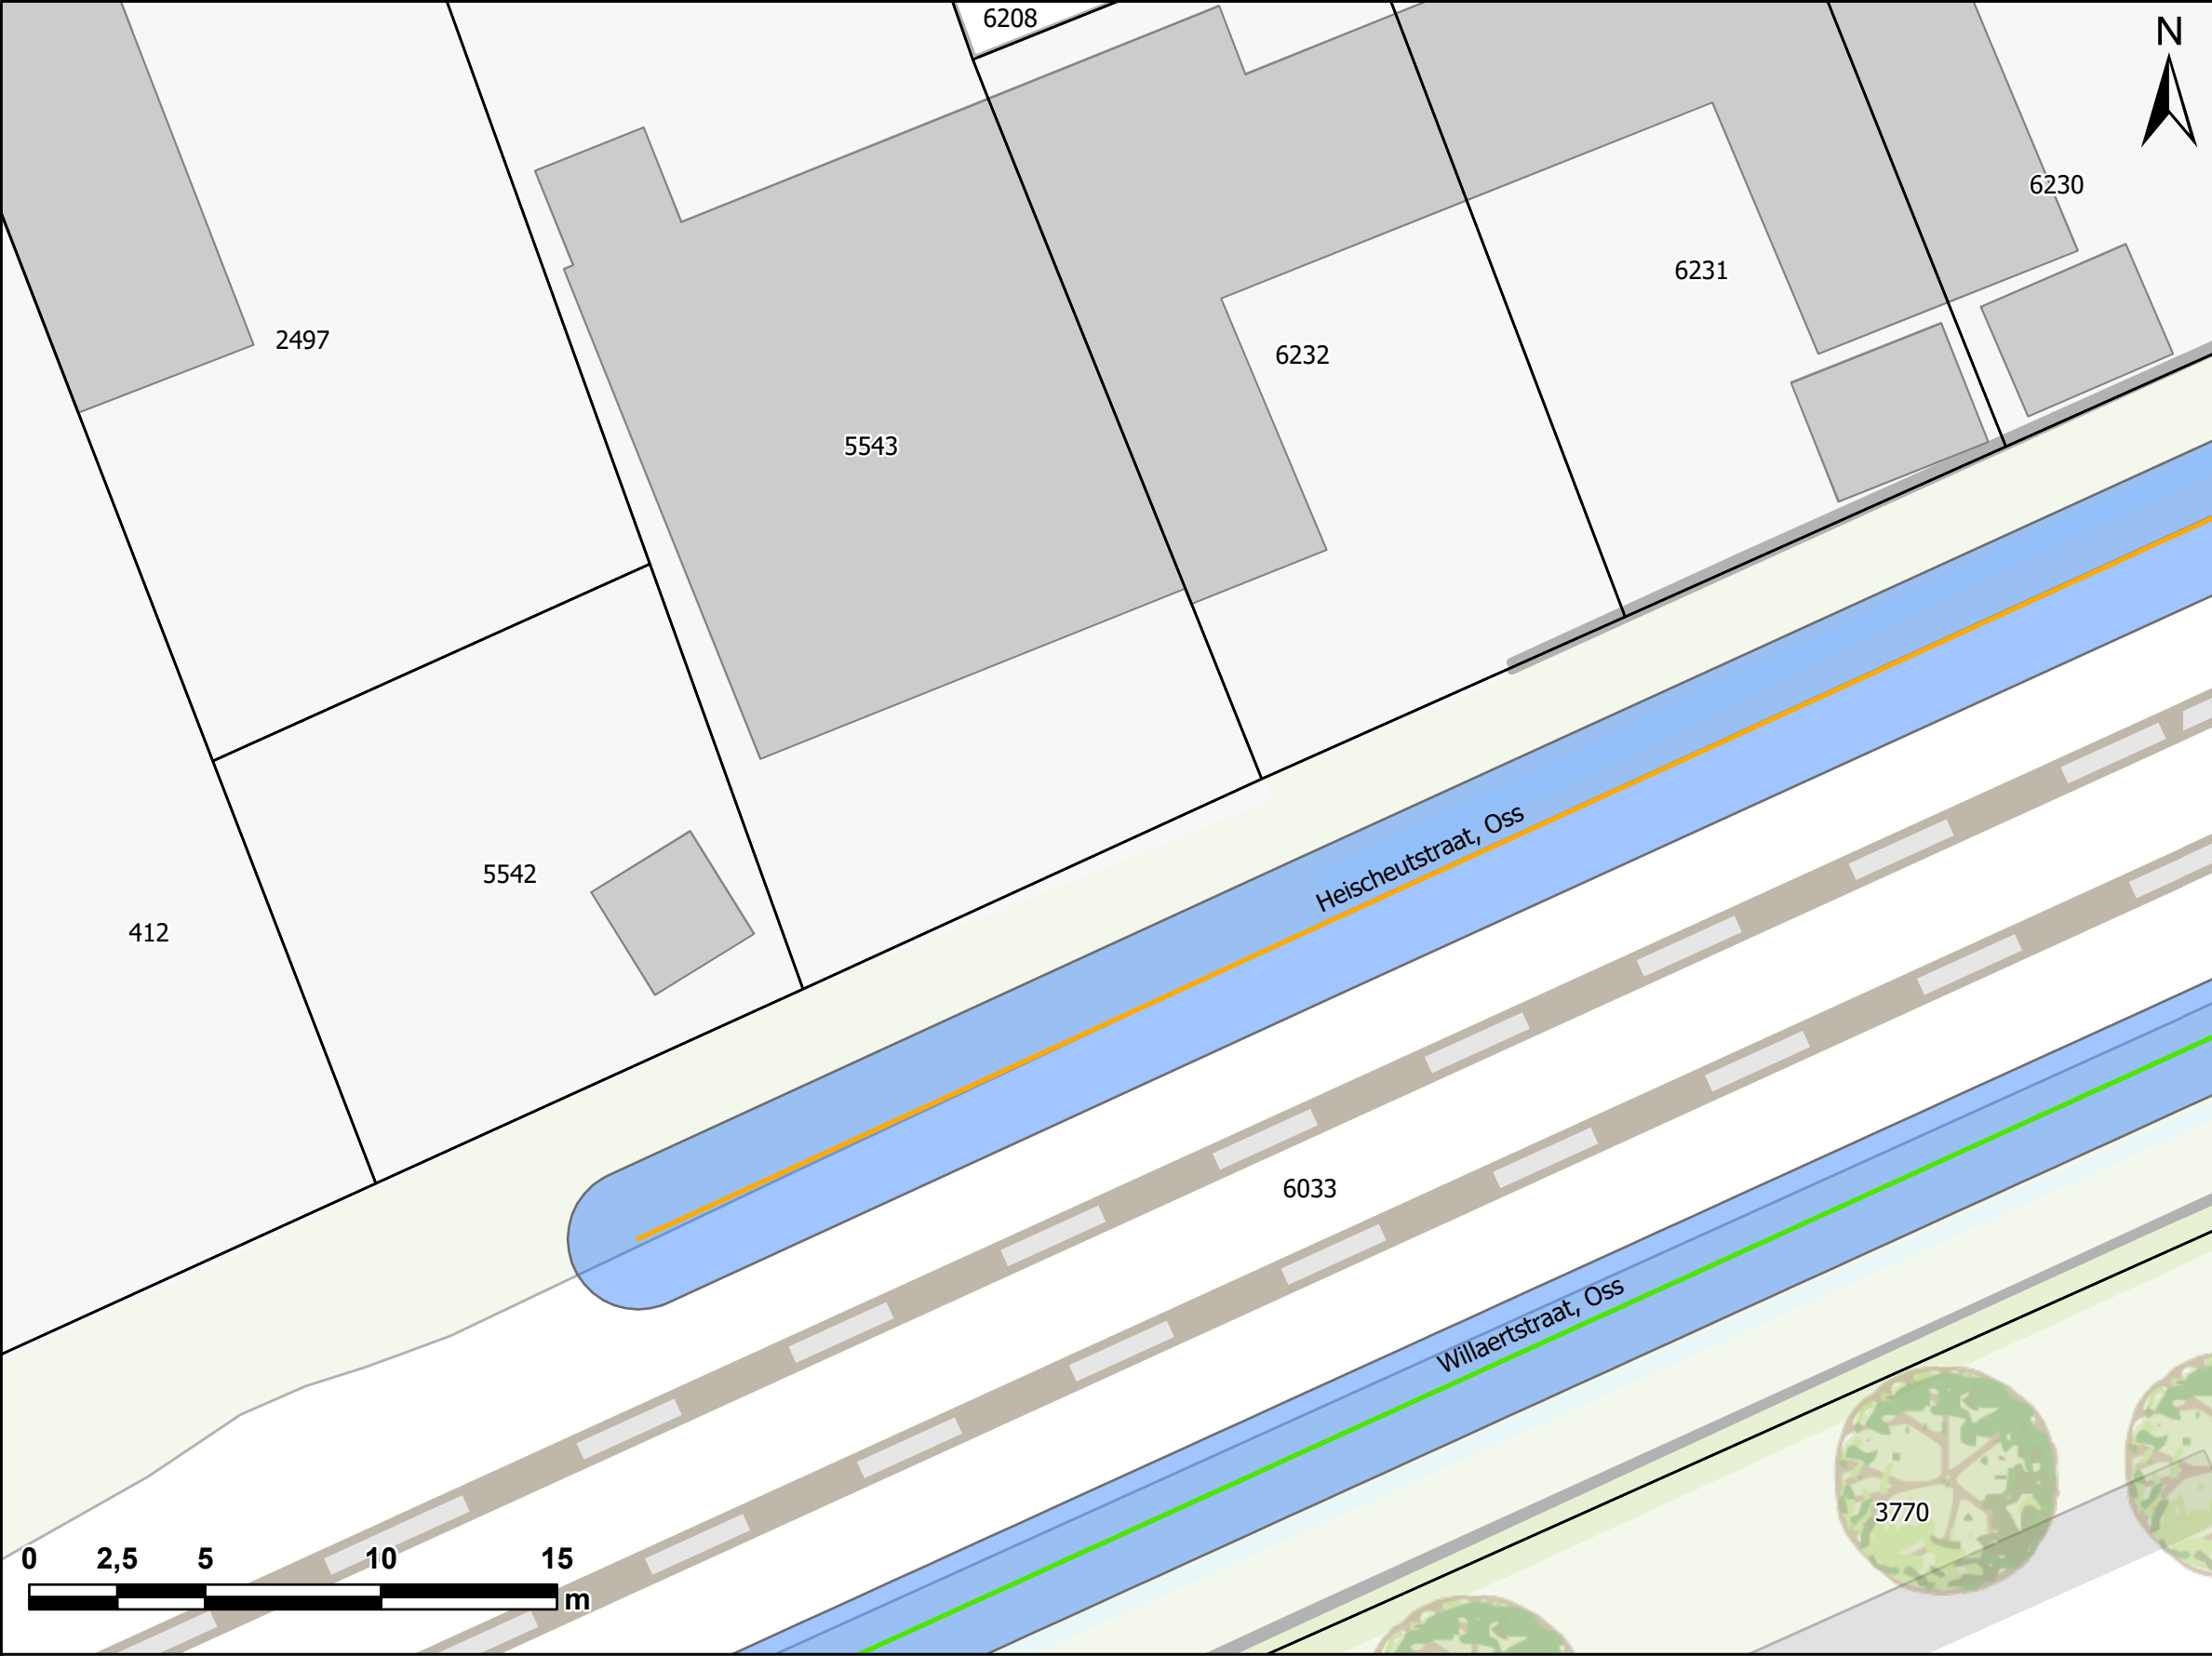 6208
N
6230
6231
2497
6232
5543
Heischeutstraat, Oss
5542
412
6033
Willaertstraat, Oss
3770
0 2,5 5 10 15
m